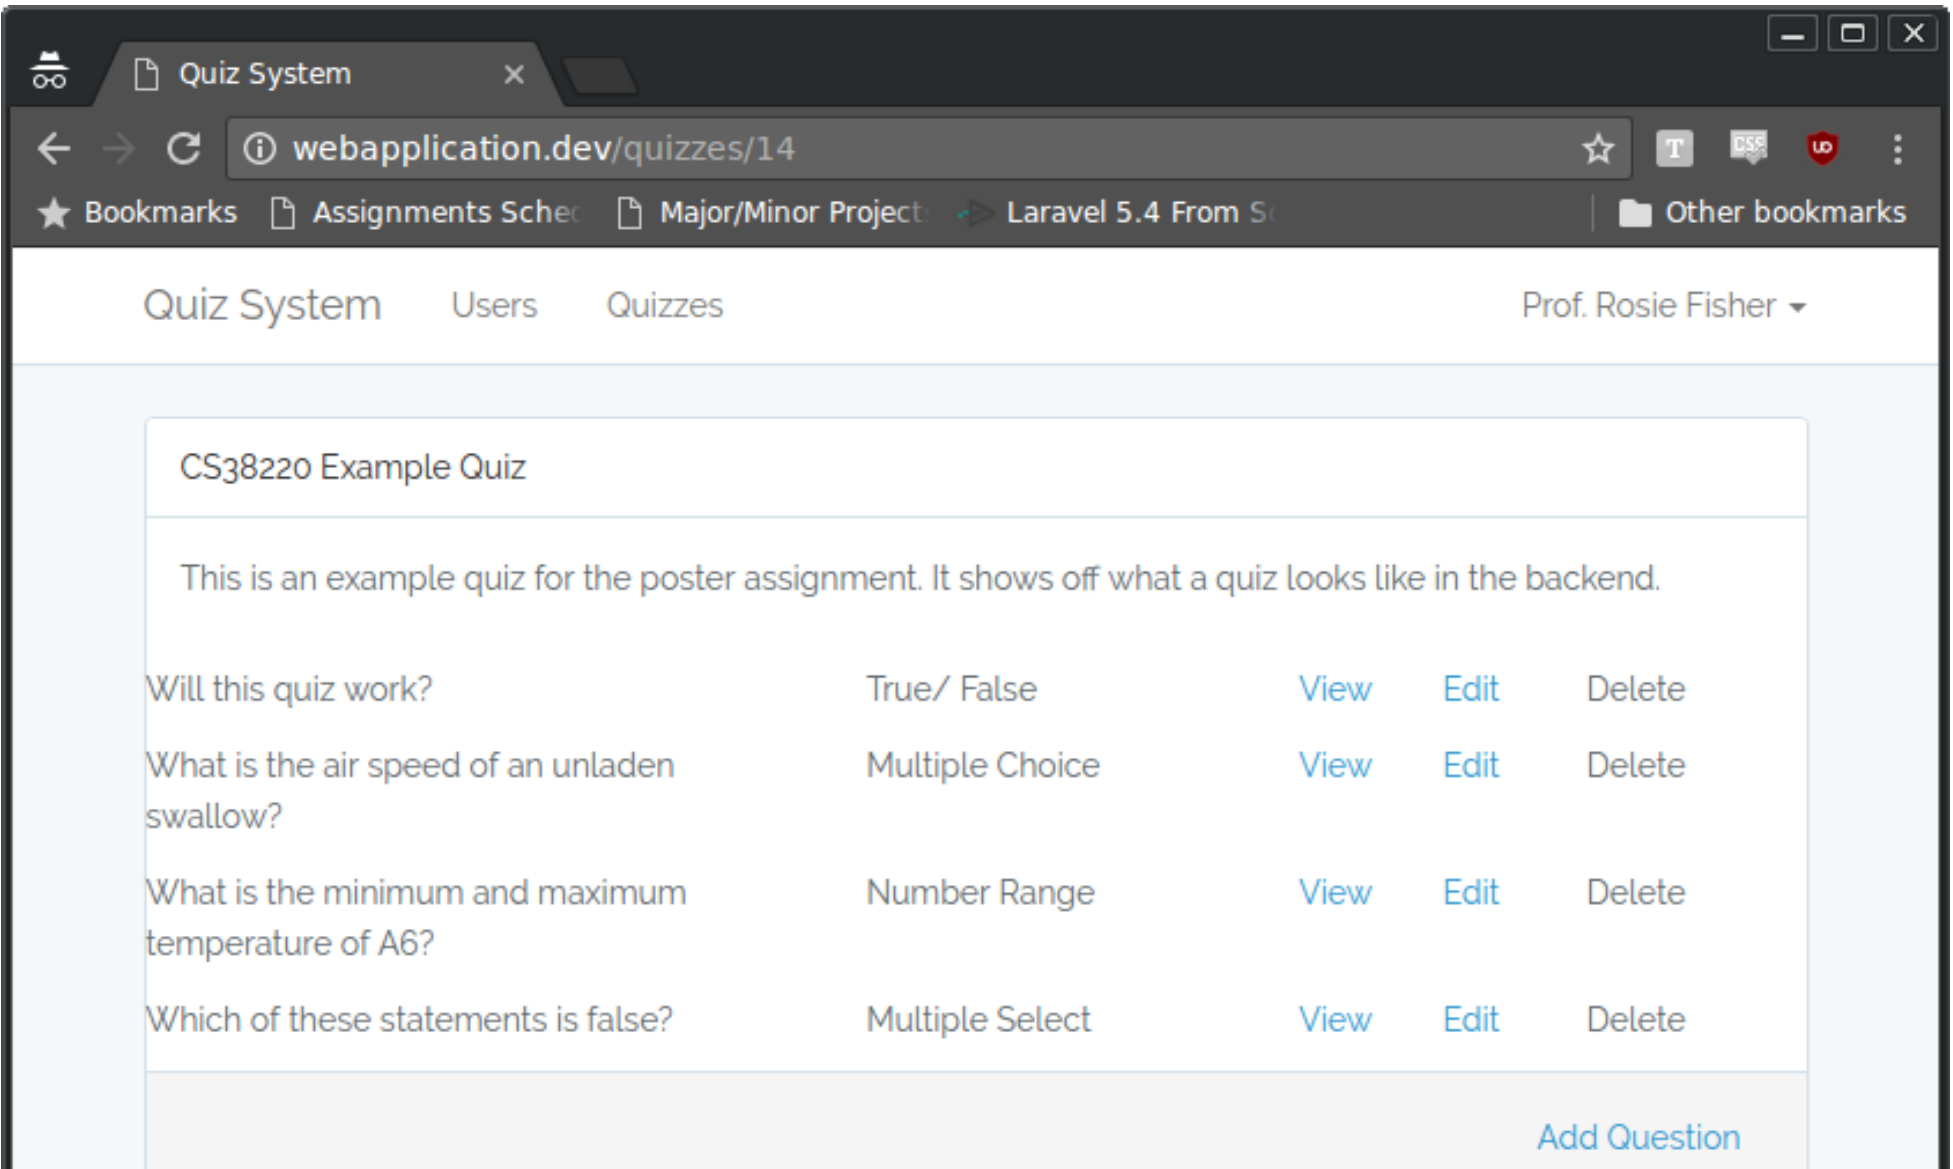 Quiz System
webapplication.dev/quizzes/14
Bookmarks Assignments Major/Minor Laravel 5.4 From Other bookmarks
Quiz System Users Quizzes Prof. Rosie Fisher
CS38220 Example Quiz
This is an example quiz for the poster assignment. It shows off what a quiz looks like in the backend.
Will this quiz work? True/ False View Edit Delete
What is the air speed of an unladen Multiple Choice View Edit Delete
swallow?
What is the minimum and maximum Number Range View Edit Delete
temperature of A6?
Which of these statements is false? Multiple Select View Edit Delete
Add Question